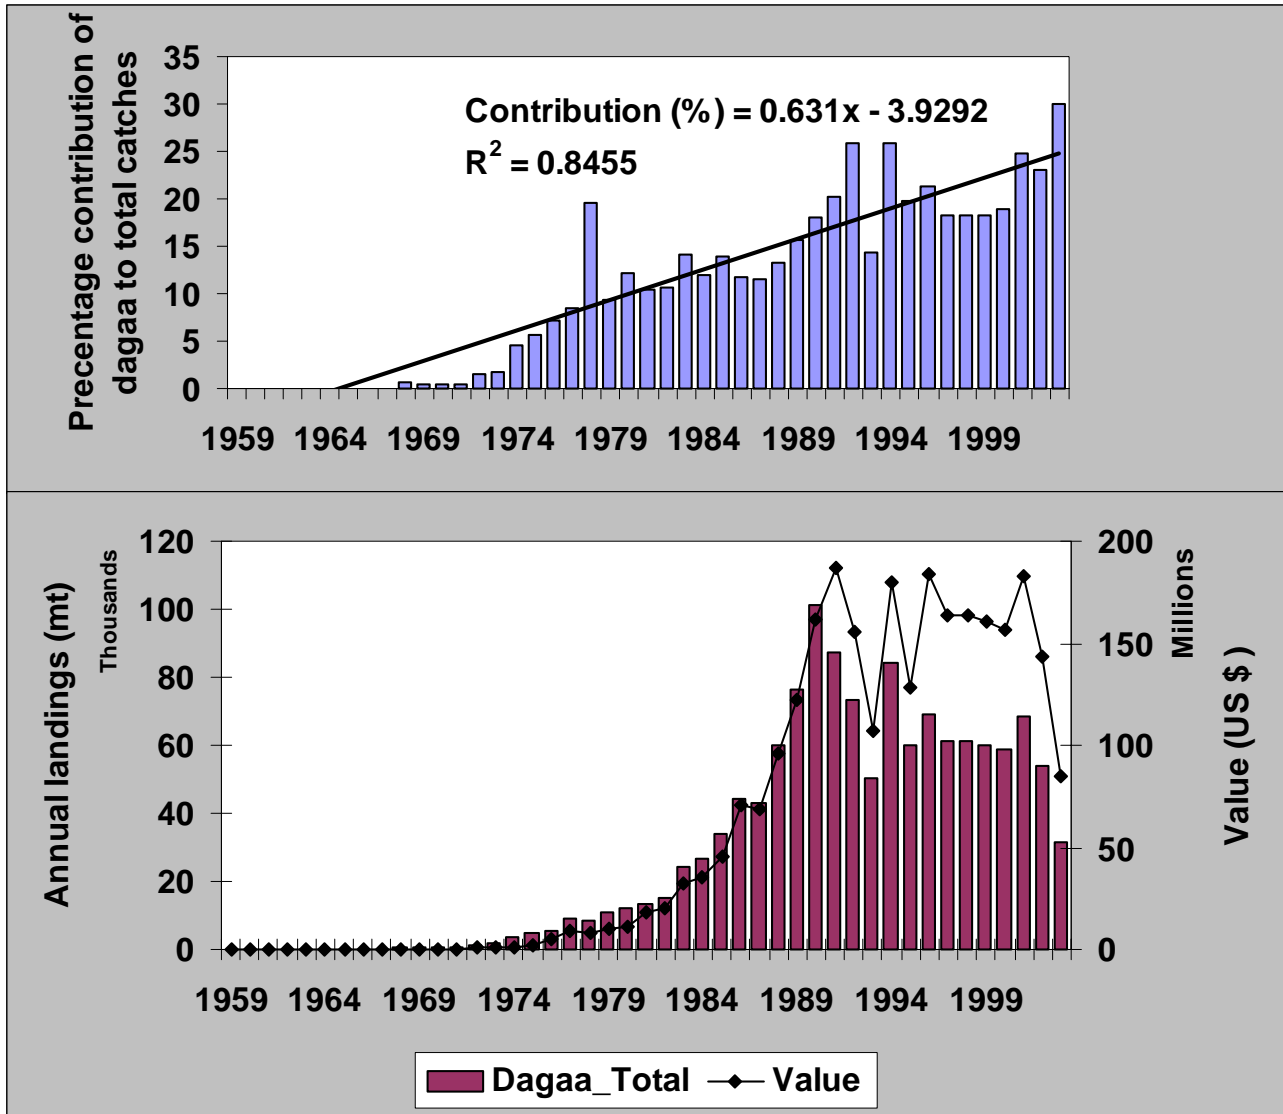 Precentage contribution of
dagaa to total catches
35
30
25
20
15
10
5
0
Contribution (%) = 0.631x - 3.9292
R² = 0.8455
1959 1964 1969 1974 1979 1984 1989 1994 1999
Annual landings (mt)
Thousands
120
100
80
60
40
20
0
200
150
100
50
0
Millions
Value (US $ )
1959 1964 1969 1974 1979 1984 1989 1994 1999
Dagaa_Total Value